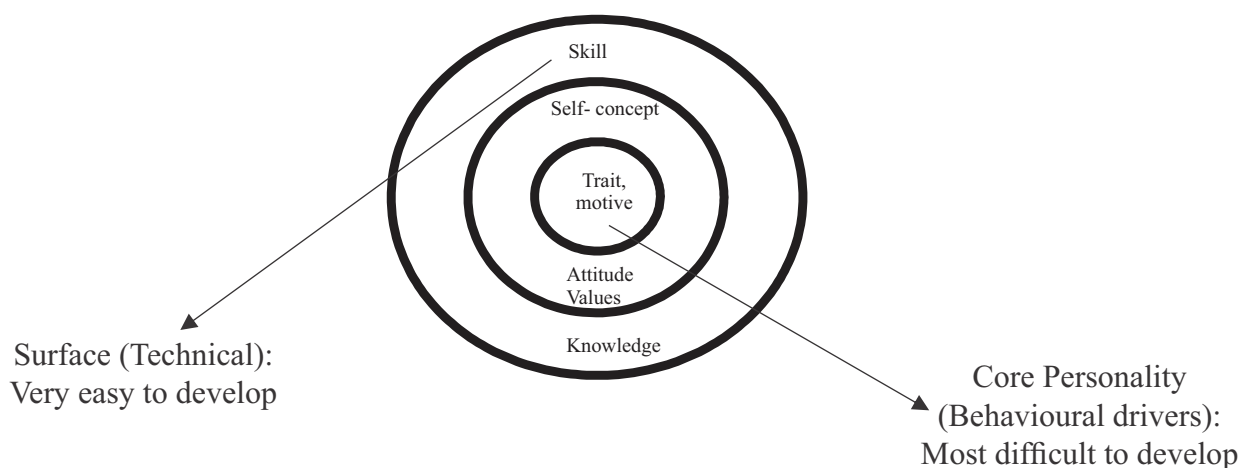 Skill
Self- concept
Trait,
motive
Attitude
Values
Knowledge
Surface (Technical):
Very easy to develop
Core Personality
(Behavioural drivers):
Most difficult to develop